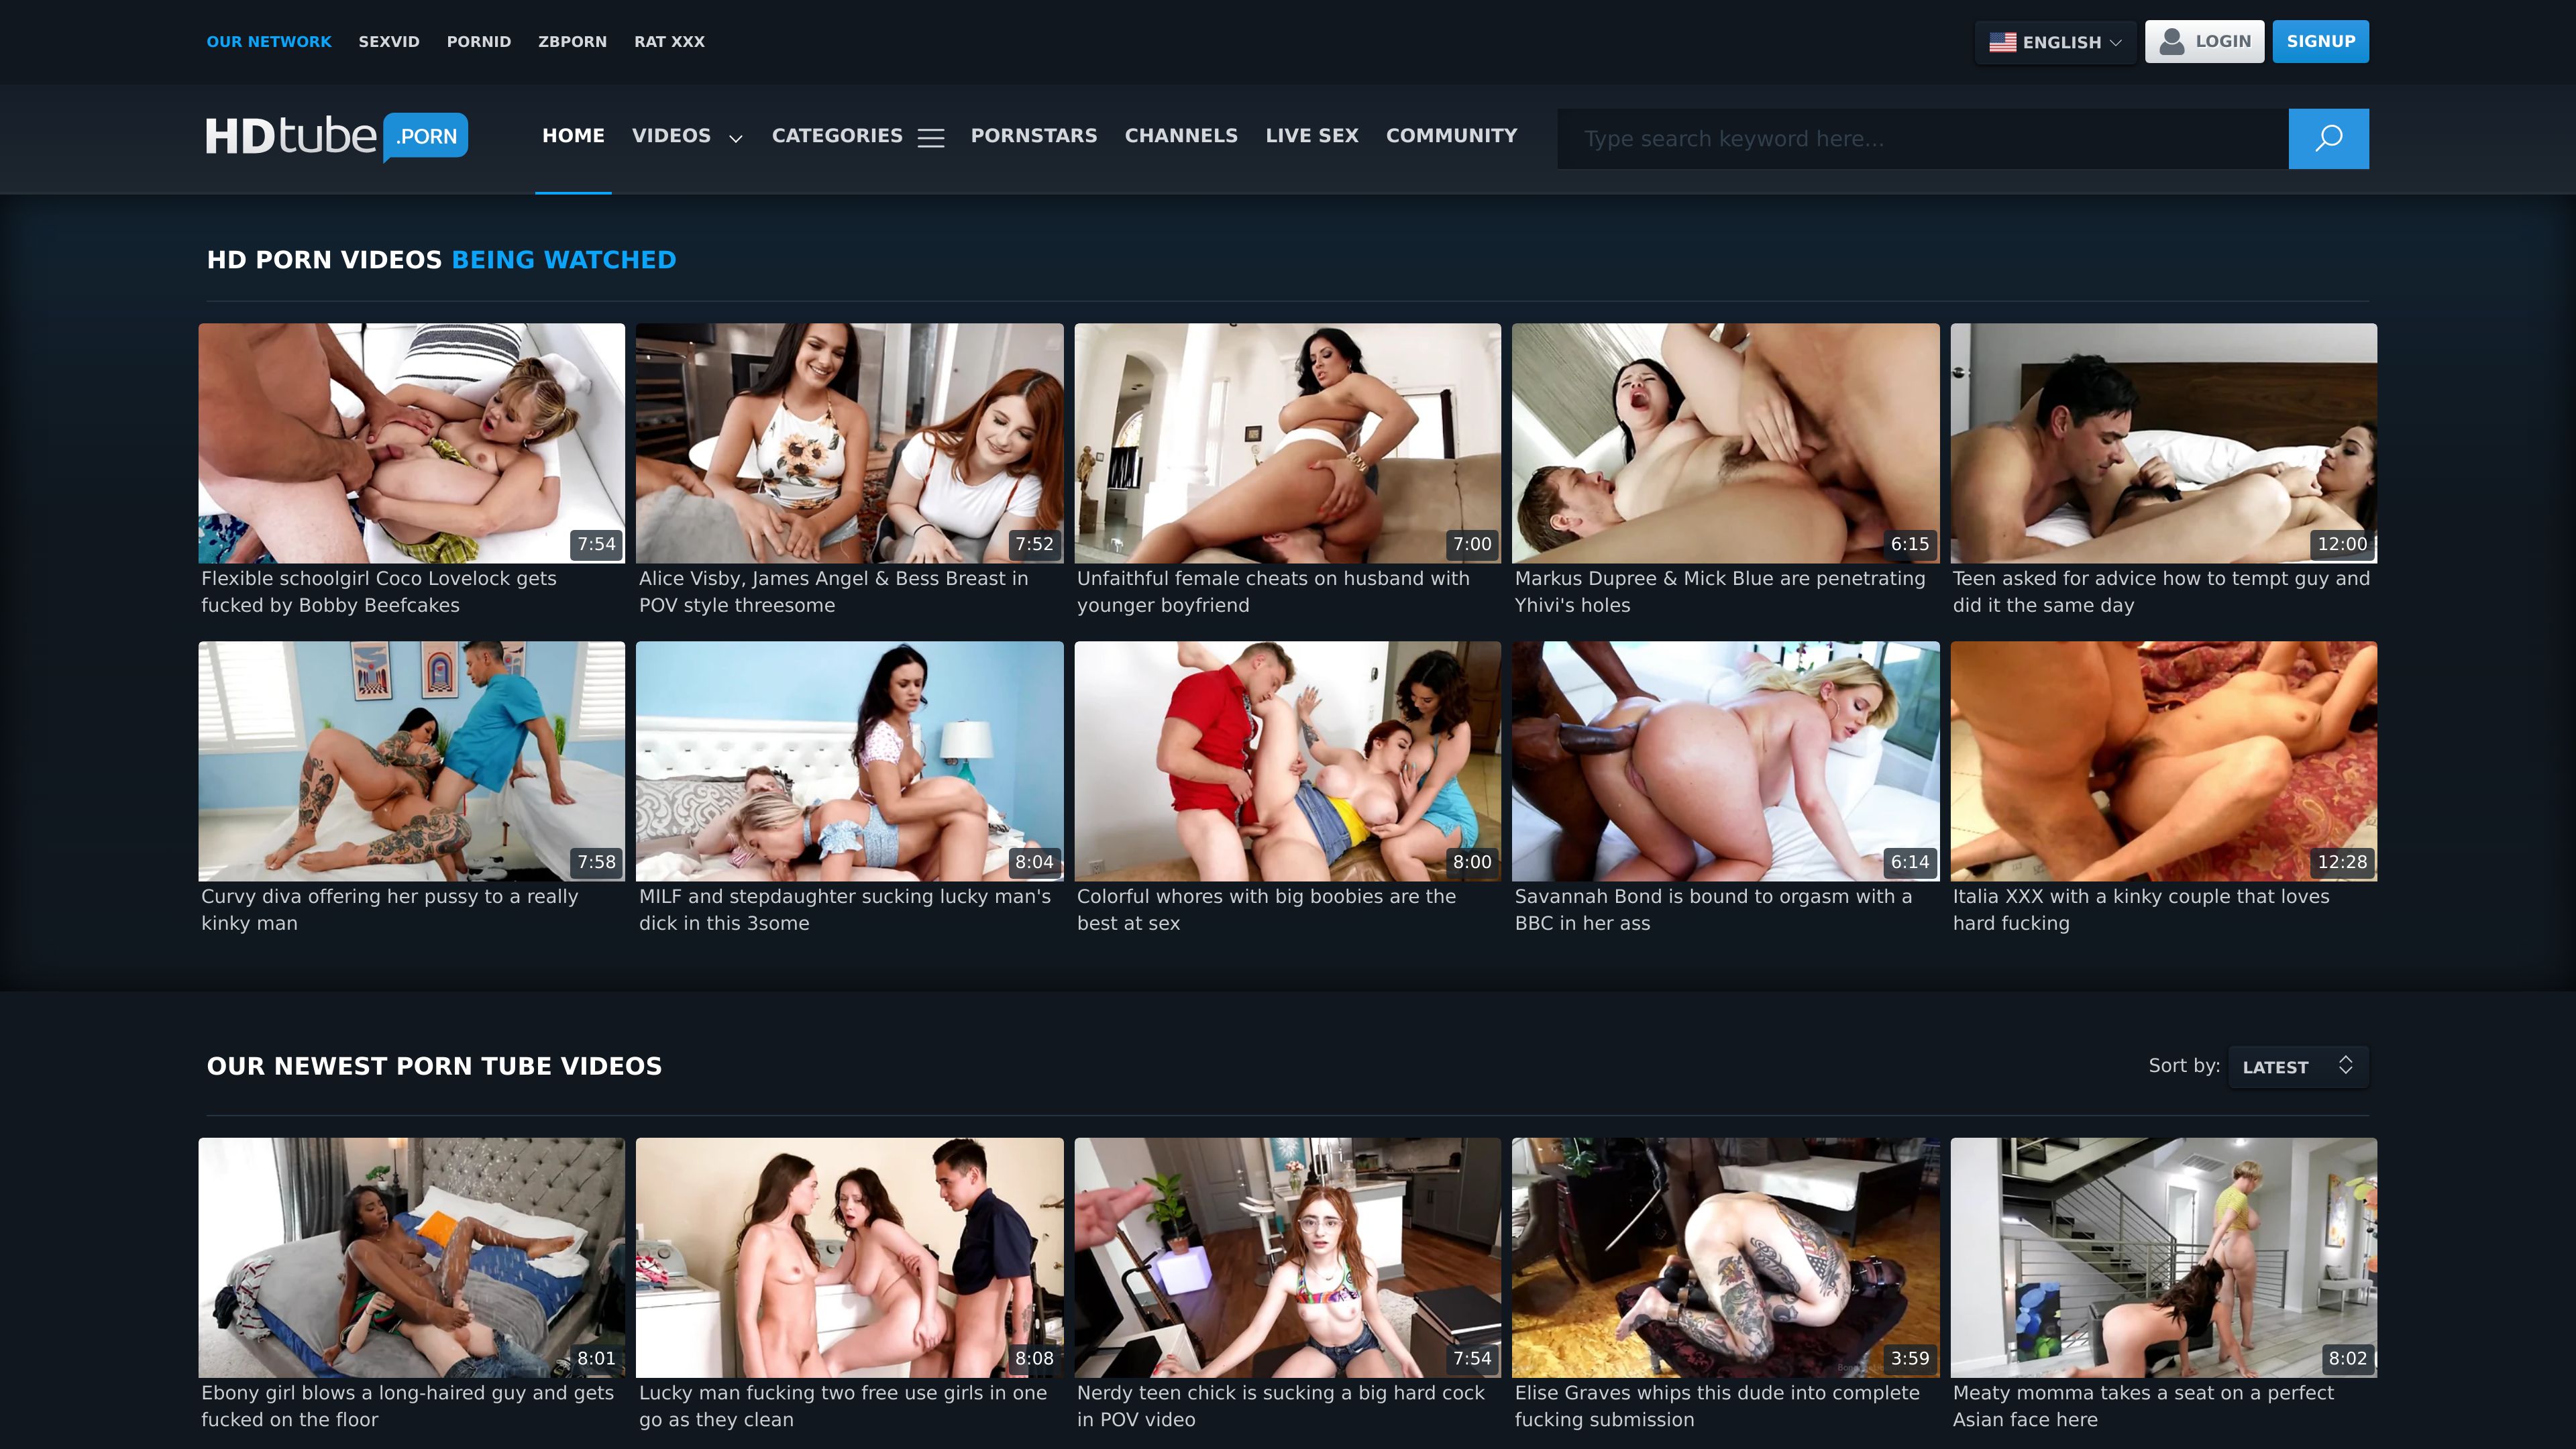 OUR NETWORK SEXVID PORNID ZBPORN RAT XXX
ENGLISH LOGIN SIGNUP
HDtube .PORN HOME VIDEOS CATEGORIES PORNSTARS CHANNELS LIVE SEX COMMUNITY Type search keyword here...
HD PORN VIDEOS BEING WATCHED
7:54
Flexible schoolgirl Coco Lovelock gets
fucked by Bobby Beefcakes
7:52
Alice Visby, James Angel & Bess Breast in
POV style threesome
7:00
Unfaithful female cheats on husband with
younger boyfriend
6:15
Markus Dupree & Mick Blue are penetrating
Yhivi's holes
12:00
Teen asked for advice how to tempt guy and
did it the same day
7:58
Curvy diva offering her pussy to a really
kinky man
8:04
MILF and stepdaughter sucking lucky man's
dick in this 3some
8:00
Colorful whores with big boobies are the
best at sex
6:14
Savannah Bond is bound to orgasm with a
BBC in her ass
12:28
Italia XXX with a kinky couple that loves
hard fucking
OUR NEWEST PORN TUBE VIDEOS
Sort by: LATEST
8:01
Ebony girl blows a long-haired guy and gets
fucked on the floor
8:08
Lucky man fucking two free use girls in one
go as they clean
7:54
Nerdy teen chick is sucking a big hard cock
in POV video
3:59
Elise Graves whips this dude into complete
fucking submission
8:02
Meaty momma takes a seat on a perfect
Asian face here